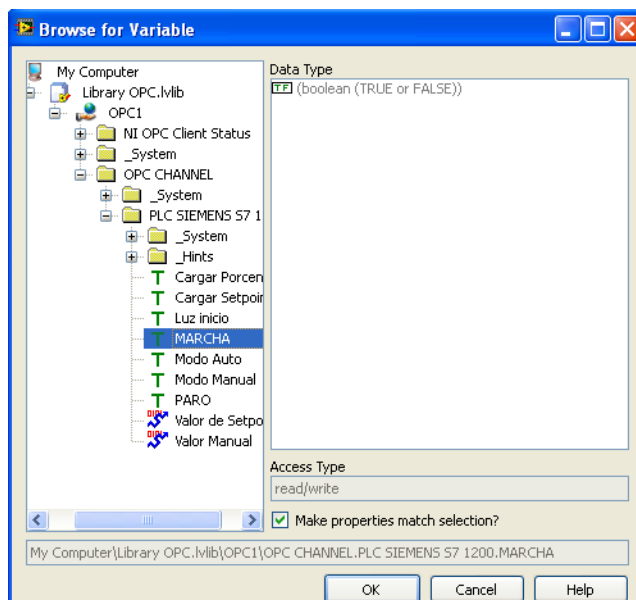 Browse for Variable
My Computer
Library OPC.lvlib
OPC1
NI OPC Client Status
_System
OPC CHANNEL
_System
PLC SIEMENS S7 1
_System
_Hints
Cargar Porcen
Cargar Setpoin
Luz inicio
MARCHA
Modo Auto
Modo Manual
PARO
Valor de Setpo
Valor Manual
Data Type
TF (boolean (TRUE or FALSE))
Access Type
read/write
Make properties match selection?
My Computer\Library OPC.lvlib\OPC1\OPC CHANNEL.PLC SIEMENS S7 1200.MARCHA
OK Cancel Help